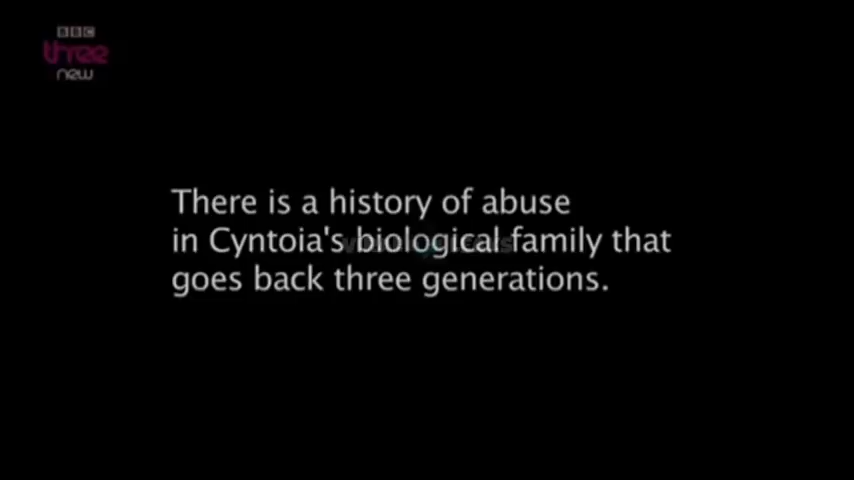 BBC
three
new
There is a history of abuse
in Cyntoia's biological family that
goes back three generations.